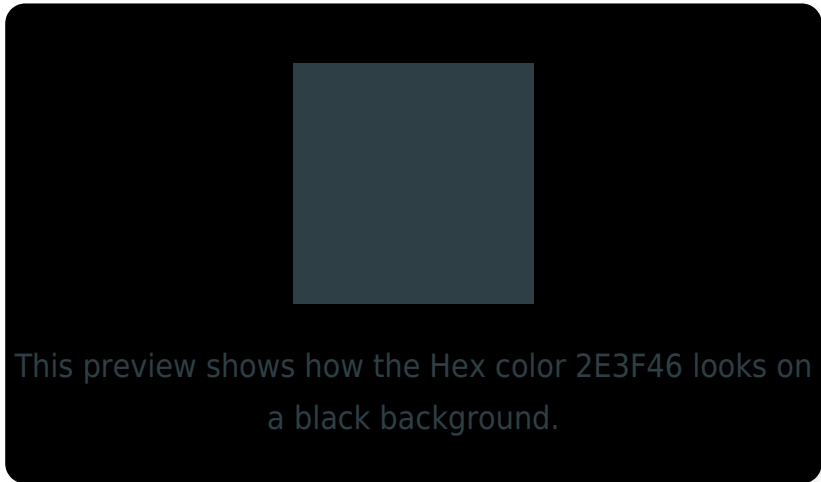 This preview shows how the Hex color 2E3F46 looks on
a black background.